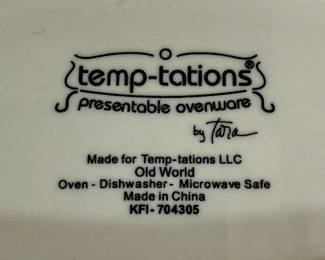 temp-tations®
presentable ovenware
by Tara
Made for Temp-tations LLC
Old World
Oven - Dishwasher - Microwave Safe
Made in China
KFI - 704305